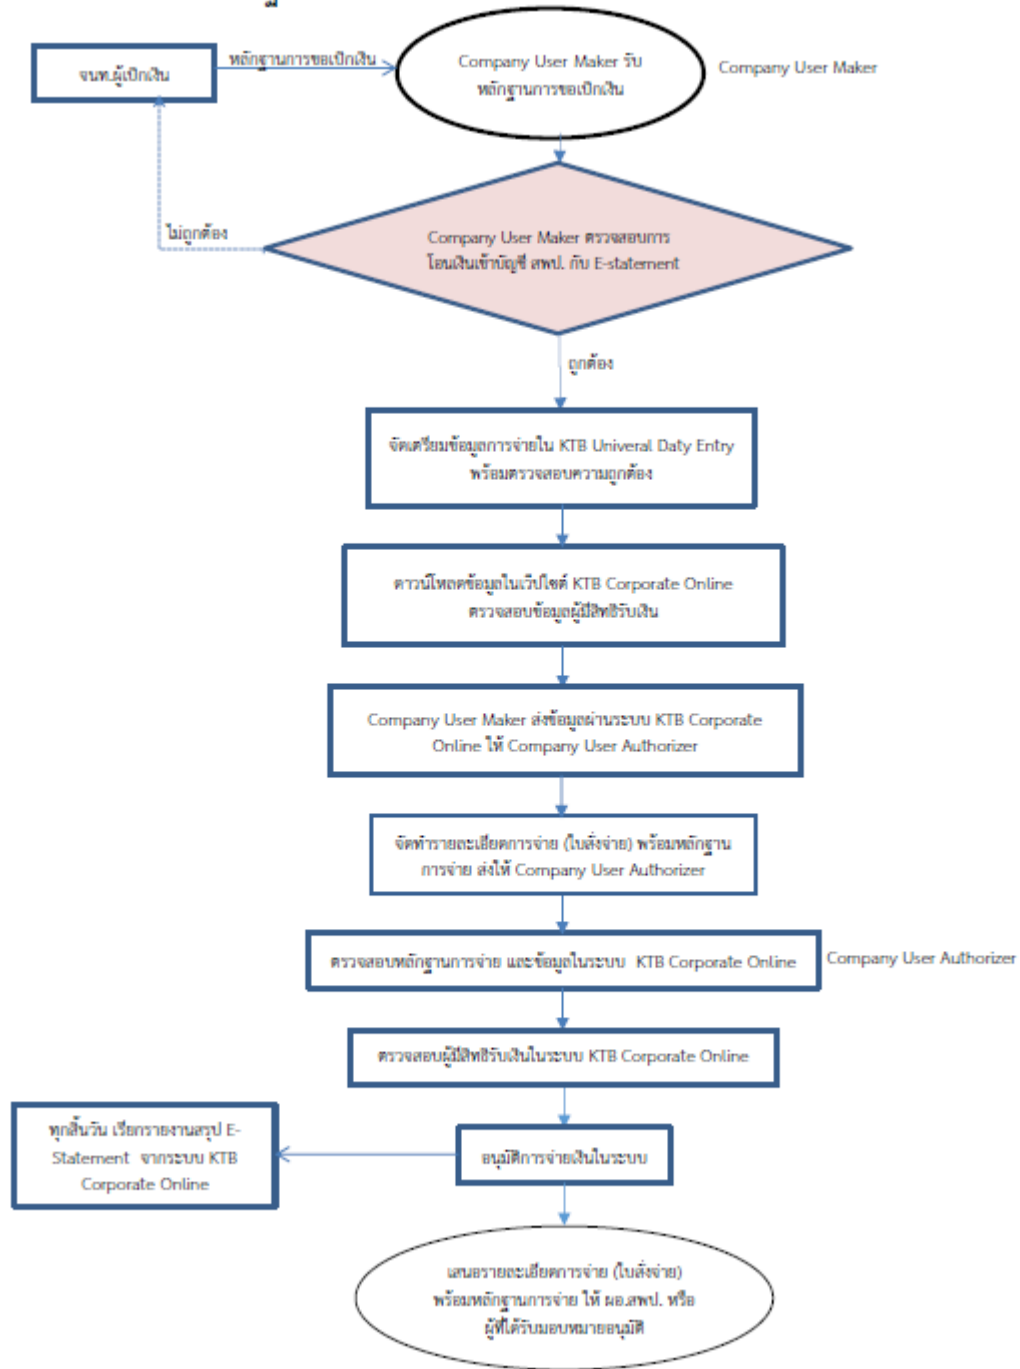 หลักฐานการขอเบิกเงิน
จนท.ผู้เบิกเงิน
Company User Maker รับ
หลักฐานการขอเบิกเงิน
Company User Maker
ไม่ถูกต้อง
Company User Maker ตรวจสอบการ
โอนเงินเข้าบัญชี สพป. กับ E-statement
ถูกต้อง
จัดเตรียมข้อมูลการจ่ายใน KTB Univeral Daty Entry
พร้อมตรวจสอบความถูกต้อง
ดาวน์โหลดข้อมูลในเว็ปไซต์ KTB Corporate Online
ตรวจสอบข้อมูลผู้มีสิทธิรับเงิน
Company User Maker ส่งข้อมูลผ่านระบบ KTB Corporate
Online ให้ Company User Authorizer
จัดทำรายละเอียดการจ่าย (ใบสั่งจ่าย) พร้อมหลักฐาน
การจ่าย ส่งให้ Company User Authorizer
ตรวจสอบหลักฐานการจ่าย และข้อมูลในระบบ KTB Corporate Online
Company User Authorizer
ตรวจสอบผู้มีสิทธิรับเงินในระบบ KTB Corporate Online
ทุกสิ้นวัน เรียกรายงานสรุป E-
Statement จากระบบ KTB
Corporate Online
อนุมัติการจ่ายเงินในระบบ
เสนอรายละเอียดการจ่าย (ใบสั่งจ่าย)
พร้อมหลักฐานการจ่าย ให้ ผอ.สพป. หรือ
ผู้ที่ได้รับมอบหมายอนุมัติ